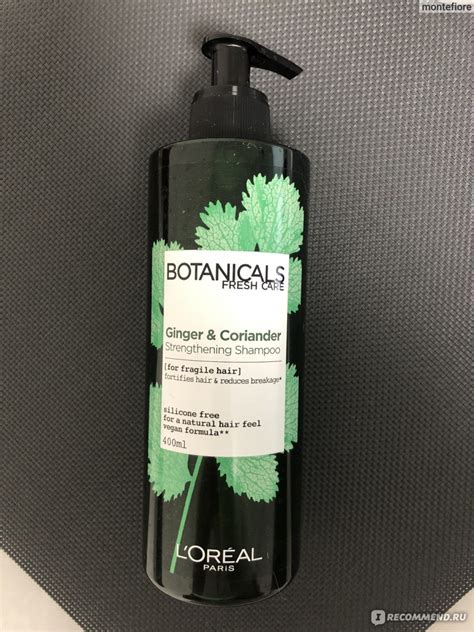 montefiore
BOTANICALS
FRESH CARE
Ginger & Coriander
Strengthening Shampoo
[for fragile hair]
fortifies hair & reduces breakage*
silicone free
for a natural hair feel
vegan formula**
400ml
L'ORÉAL
PARIS
IRECOMMEND.RU